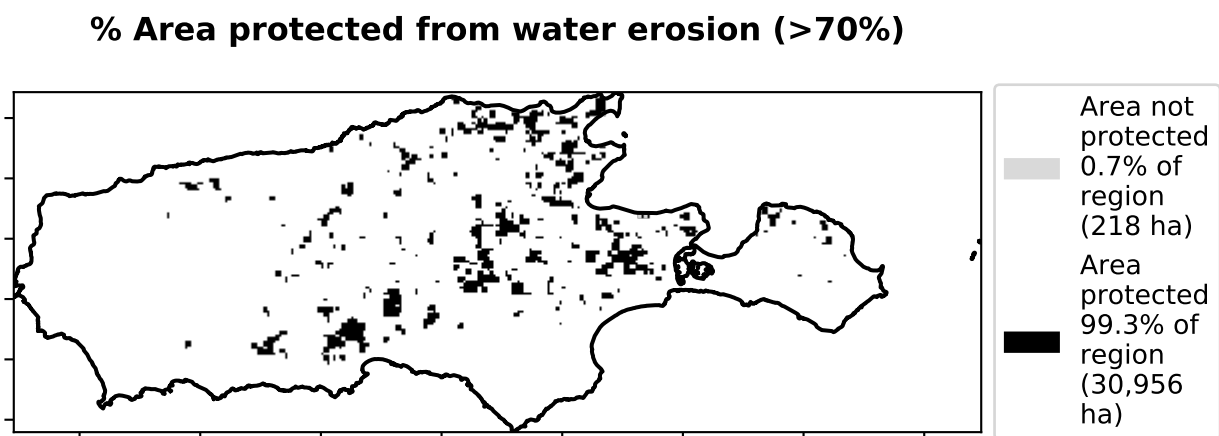 % Area protected from water erosion (>70%)
Area not
protected
0.7% of
region
(218 ha)
Area
protected
99.3% of
region
(30,956
ha)